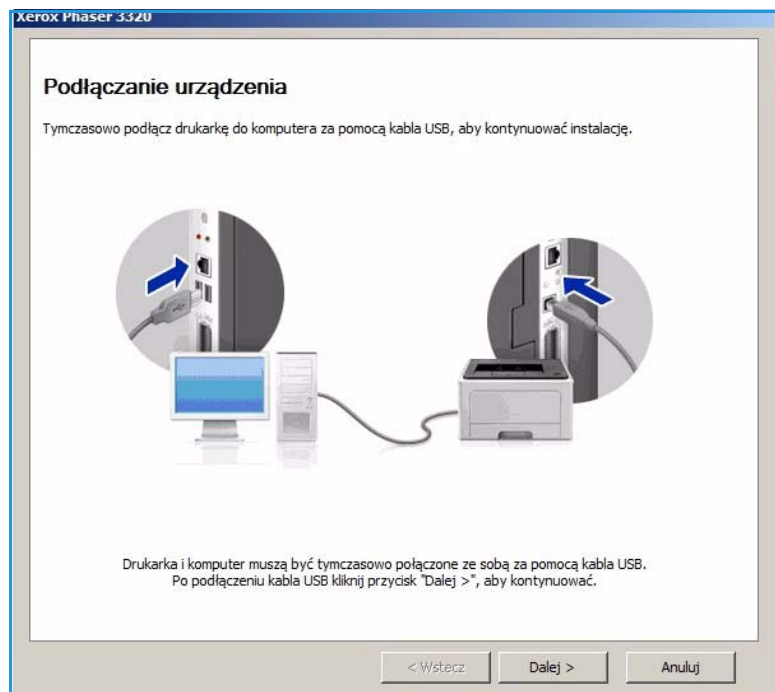 Xerox Phaser 3320
Podłączanie urządzenia
Tymczasowo podłącz drukarkę do komputera za pomocą kabla USB, aby kontynuować instalację.
Drukarka i komputer muszą być tymczasowo połączone ze sobą za pomocą kabla USB.
Po podłączeniu kabla USB kliknij przycisk "Dalej >", aby kontynuować.
< Wstecz Dalej > Anuluj